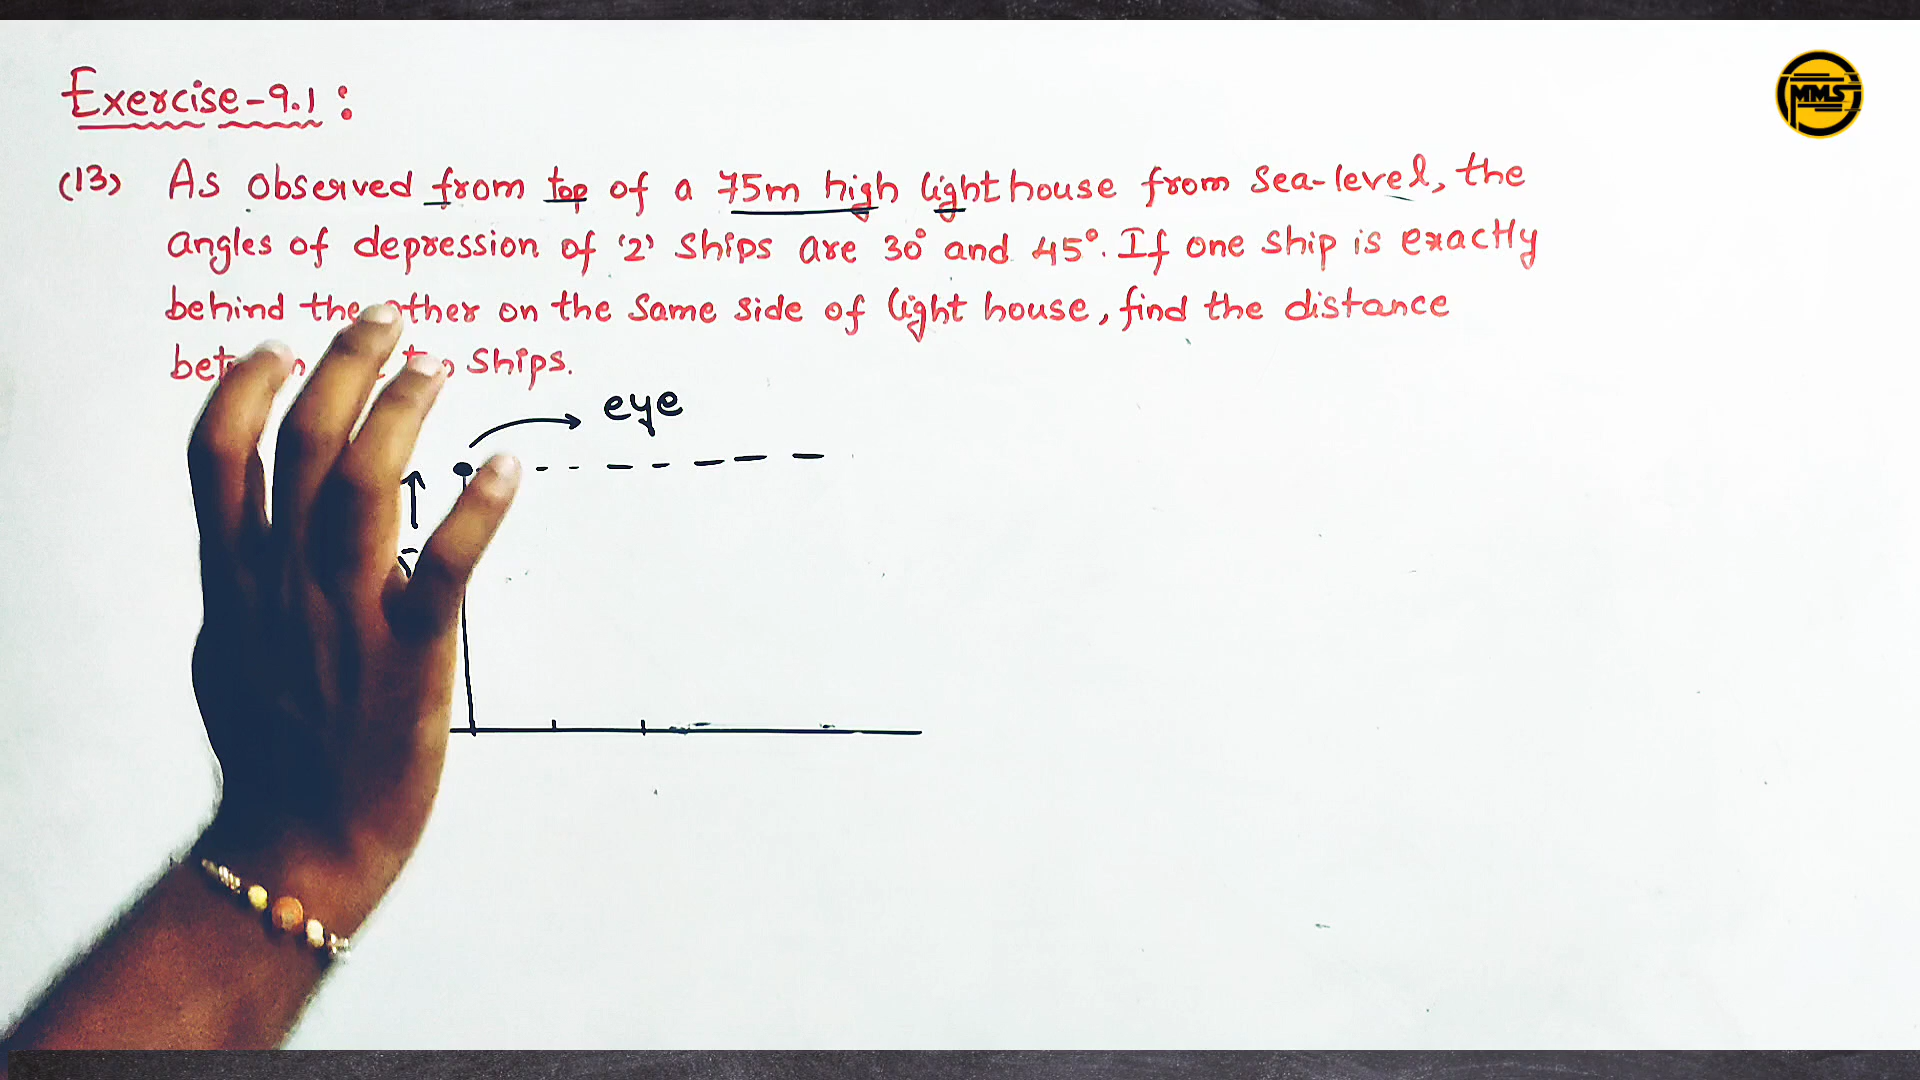 Exercise-9.1:
(13) As observed from top of a 75m high light house from sea-level, the
angles of depression of '2' ships are 30° and 45°. If one ship is exactly
behind the other on the same side of light house, find the distance
ships.
eye
MMS